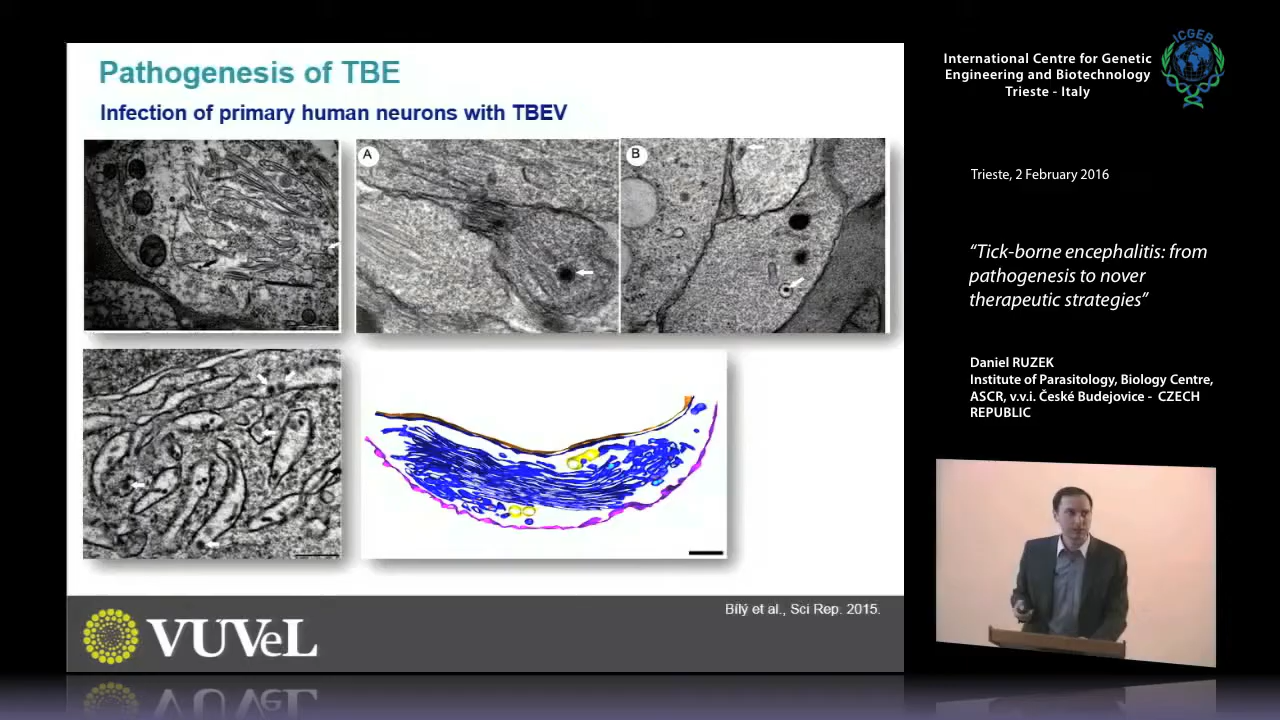 Pathogenesis of TBE
Infection of primary human neurons with TBEV
A
B
Bílý et al., Sci Rep. 2015.
VUVeL
International Centre for Genetic
Engineering and Biotechnology
Trieste - Italy
ICGEB
Trieste, 2 February 2016
“Tick-borne encephalitis: from
pathogenesis to nover
therapeutic strategies”
Daniel RUZEK
Institute of Parasitology, Biology Centre,
ASCR, v.v.i. České Budejovice - CZECH
REPUBLIC